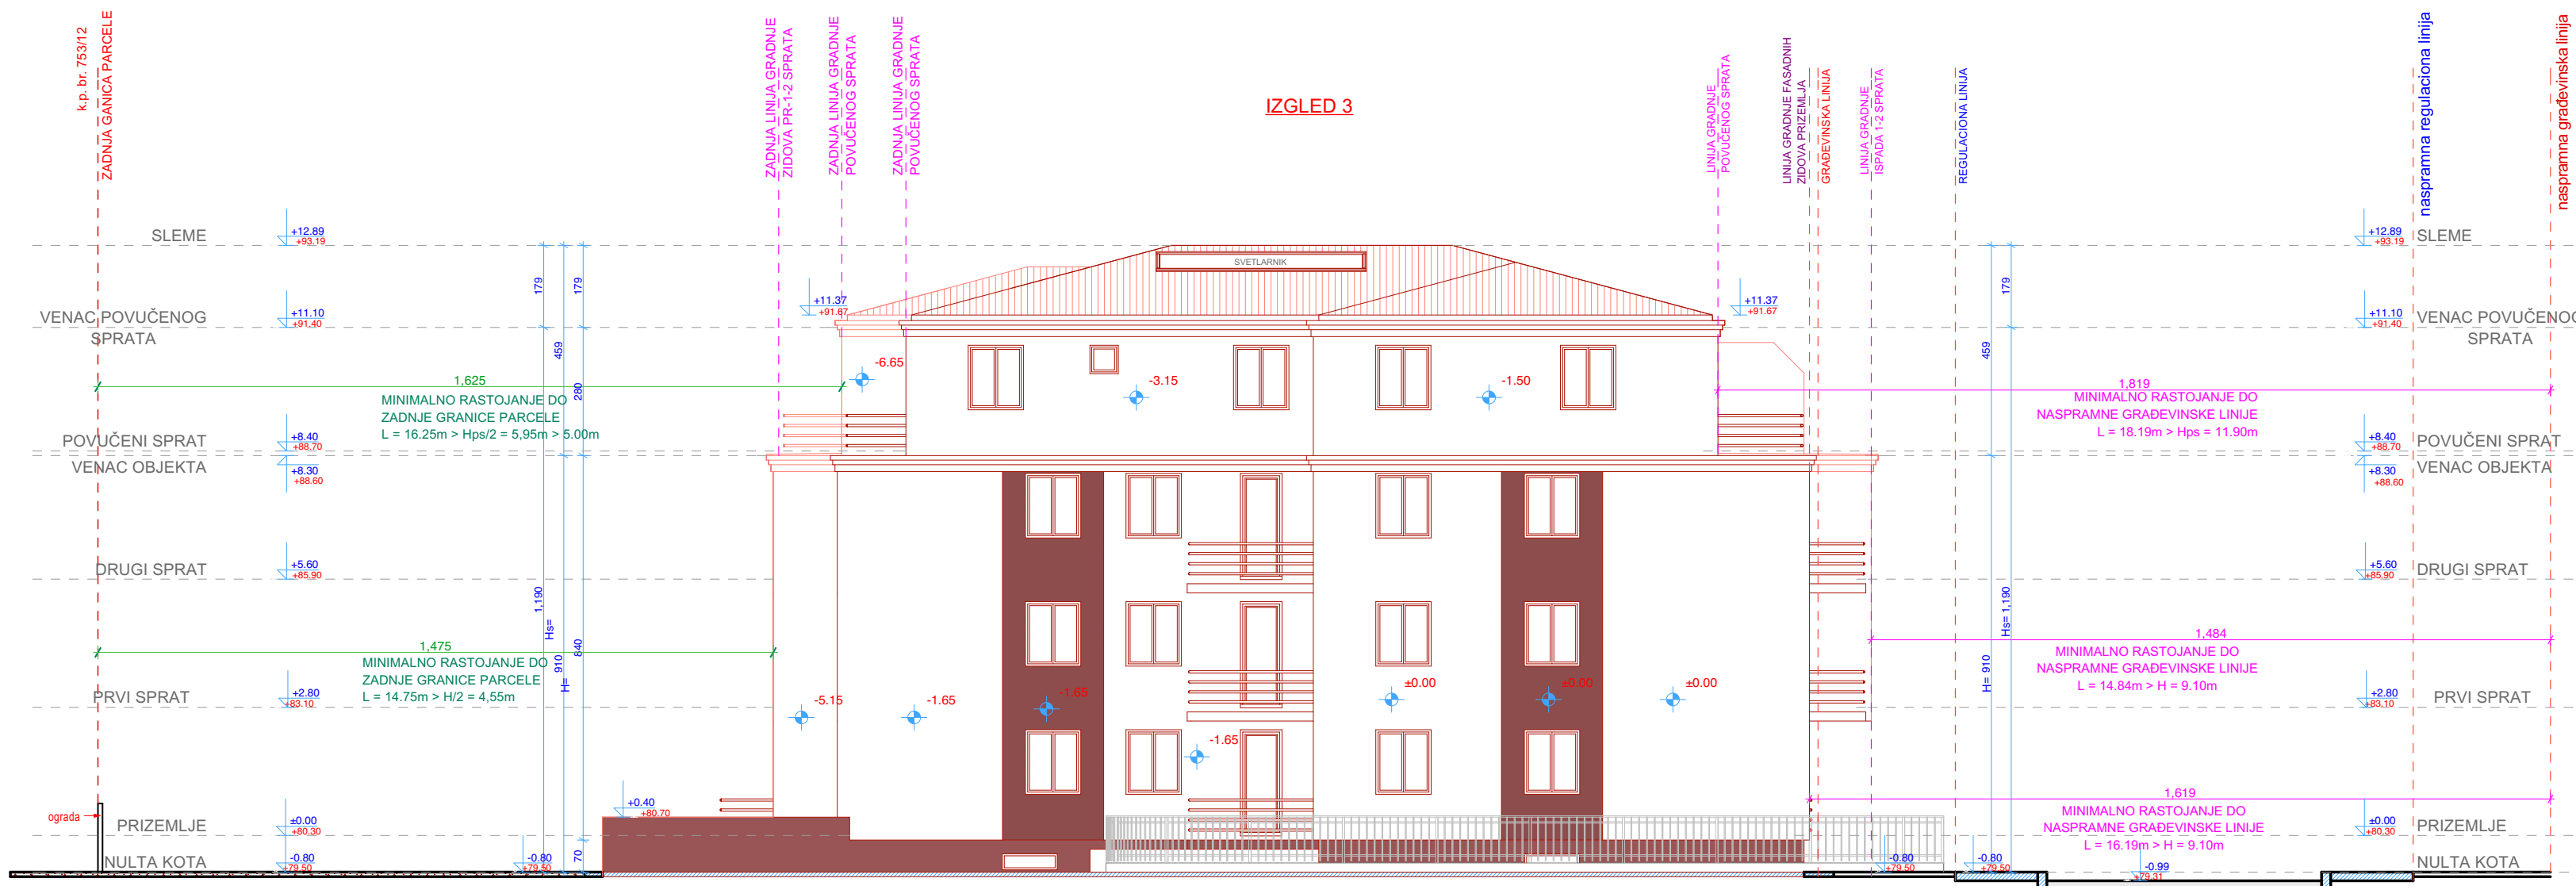 k.p. br. 753/12
ZADNJA GANICA PARCELE
ZADNJA LINIJA GRADNJE
ZIDOVA PR-1-2 SPRATA
ZADNJA LINIJA GRADNJE
POVUČENOG SPRATA
ZADNJA LINIJA GRADNJE
POVUČENOG SPRATA
IZGLED 3
LINIJA GRADNJE
POVUČENOG SPRATA
LINIJA GRADNJE FASADNIH
ZIDOVA PRIZEMLJA
GRAĐEVINSKA LINIJA
LINIJA GRADNJE
ISPADA 1-2 SPRATA
REGULACIONA LINIJA
naspramna regulaciona linija
naspramna građevinska linija
SLEME
+12.89
+93.19
VENAC POVUČENOG
SPRATA
+11.10
+91.40
1,625
MINIMALNO RASTOJANJE DO
ZADNJE GRANICE PARCELE
L = 16.25m > Hps/2 = 5,95m > 5.00m
POVUČENI SPRAT
+8.40
+88.70
VENAC OBJEKTA
+8.30
+88.60
DRUGI SPRAT
+5.60
+85.90
1,475
MINIMALNO RASTOJANJE DO
ZADNJE GRANICE PARCELE
L = 14.75m > H/2 = 4,55m
PRVI SPRAT
+2.80
+83.10
ograda
PRIZEMLJE
±0.00
+80.30
NULTA KOTA
-0.80
+79.50
-0.80
+79.50
179
179
459
280
1,190
Hs=
910
H=
840
70
+0.40
+80.70
+11.37
+91.67
SVETLARNIK
+11.37
+91.67
-6.65
-3.15
-1.50
-5.15
-1.65
-1.65
-1.65
±0.00
±0.00
±0.00
179
459
Hs= 1,190
H= 910
+12.89
+93.19
SLEME
+11.10
+91.40
VENAC POVUČENOG
SPRATA
1,819
MINIMALNO RASTOJANJE DO
NASPRAMNE GRAĐEVINSKE LINIJE
L = 18.19m > Hps = 11.90m
+8.40
+88.70
POVUČENI SPRAT
+8.30
+88.60
VENAC OBJEKTA
+5.60
+85.90
DRUGI SPRAT
1,484
MINIMALNO RASTOJANJE DO
NASPRAMNE GRAĐEVINSKE LINIJE
L = 14.84m > H = 9.10m
+2.80
+83.10
PRVI SPRAT
1,619
MINIMALNO RASTOJANJE DO
NASPRAMNE GRAĐEVINSKE LINIJE
L = 16.19m > H = 9.10m
±0.00
+80.30
PRIZEMLJE
-0.80
+79.50
-0.80
+79.50
-0.99
+79.31
NULTA KOTA